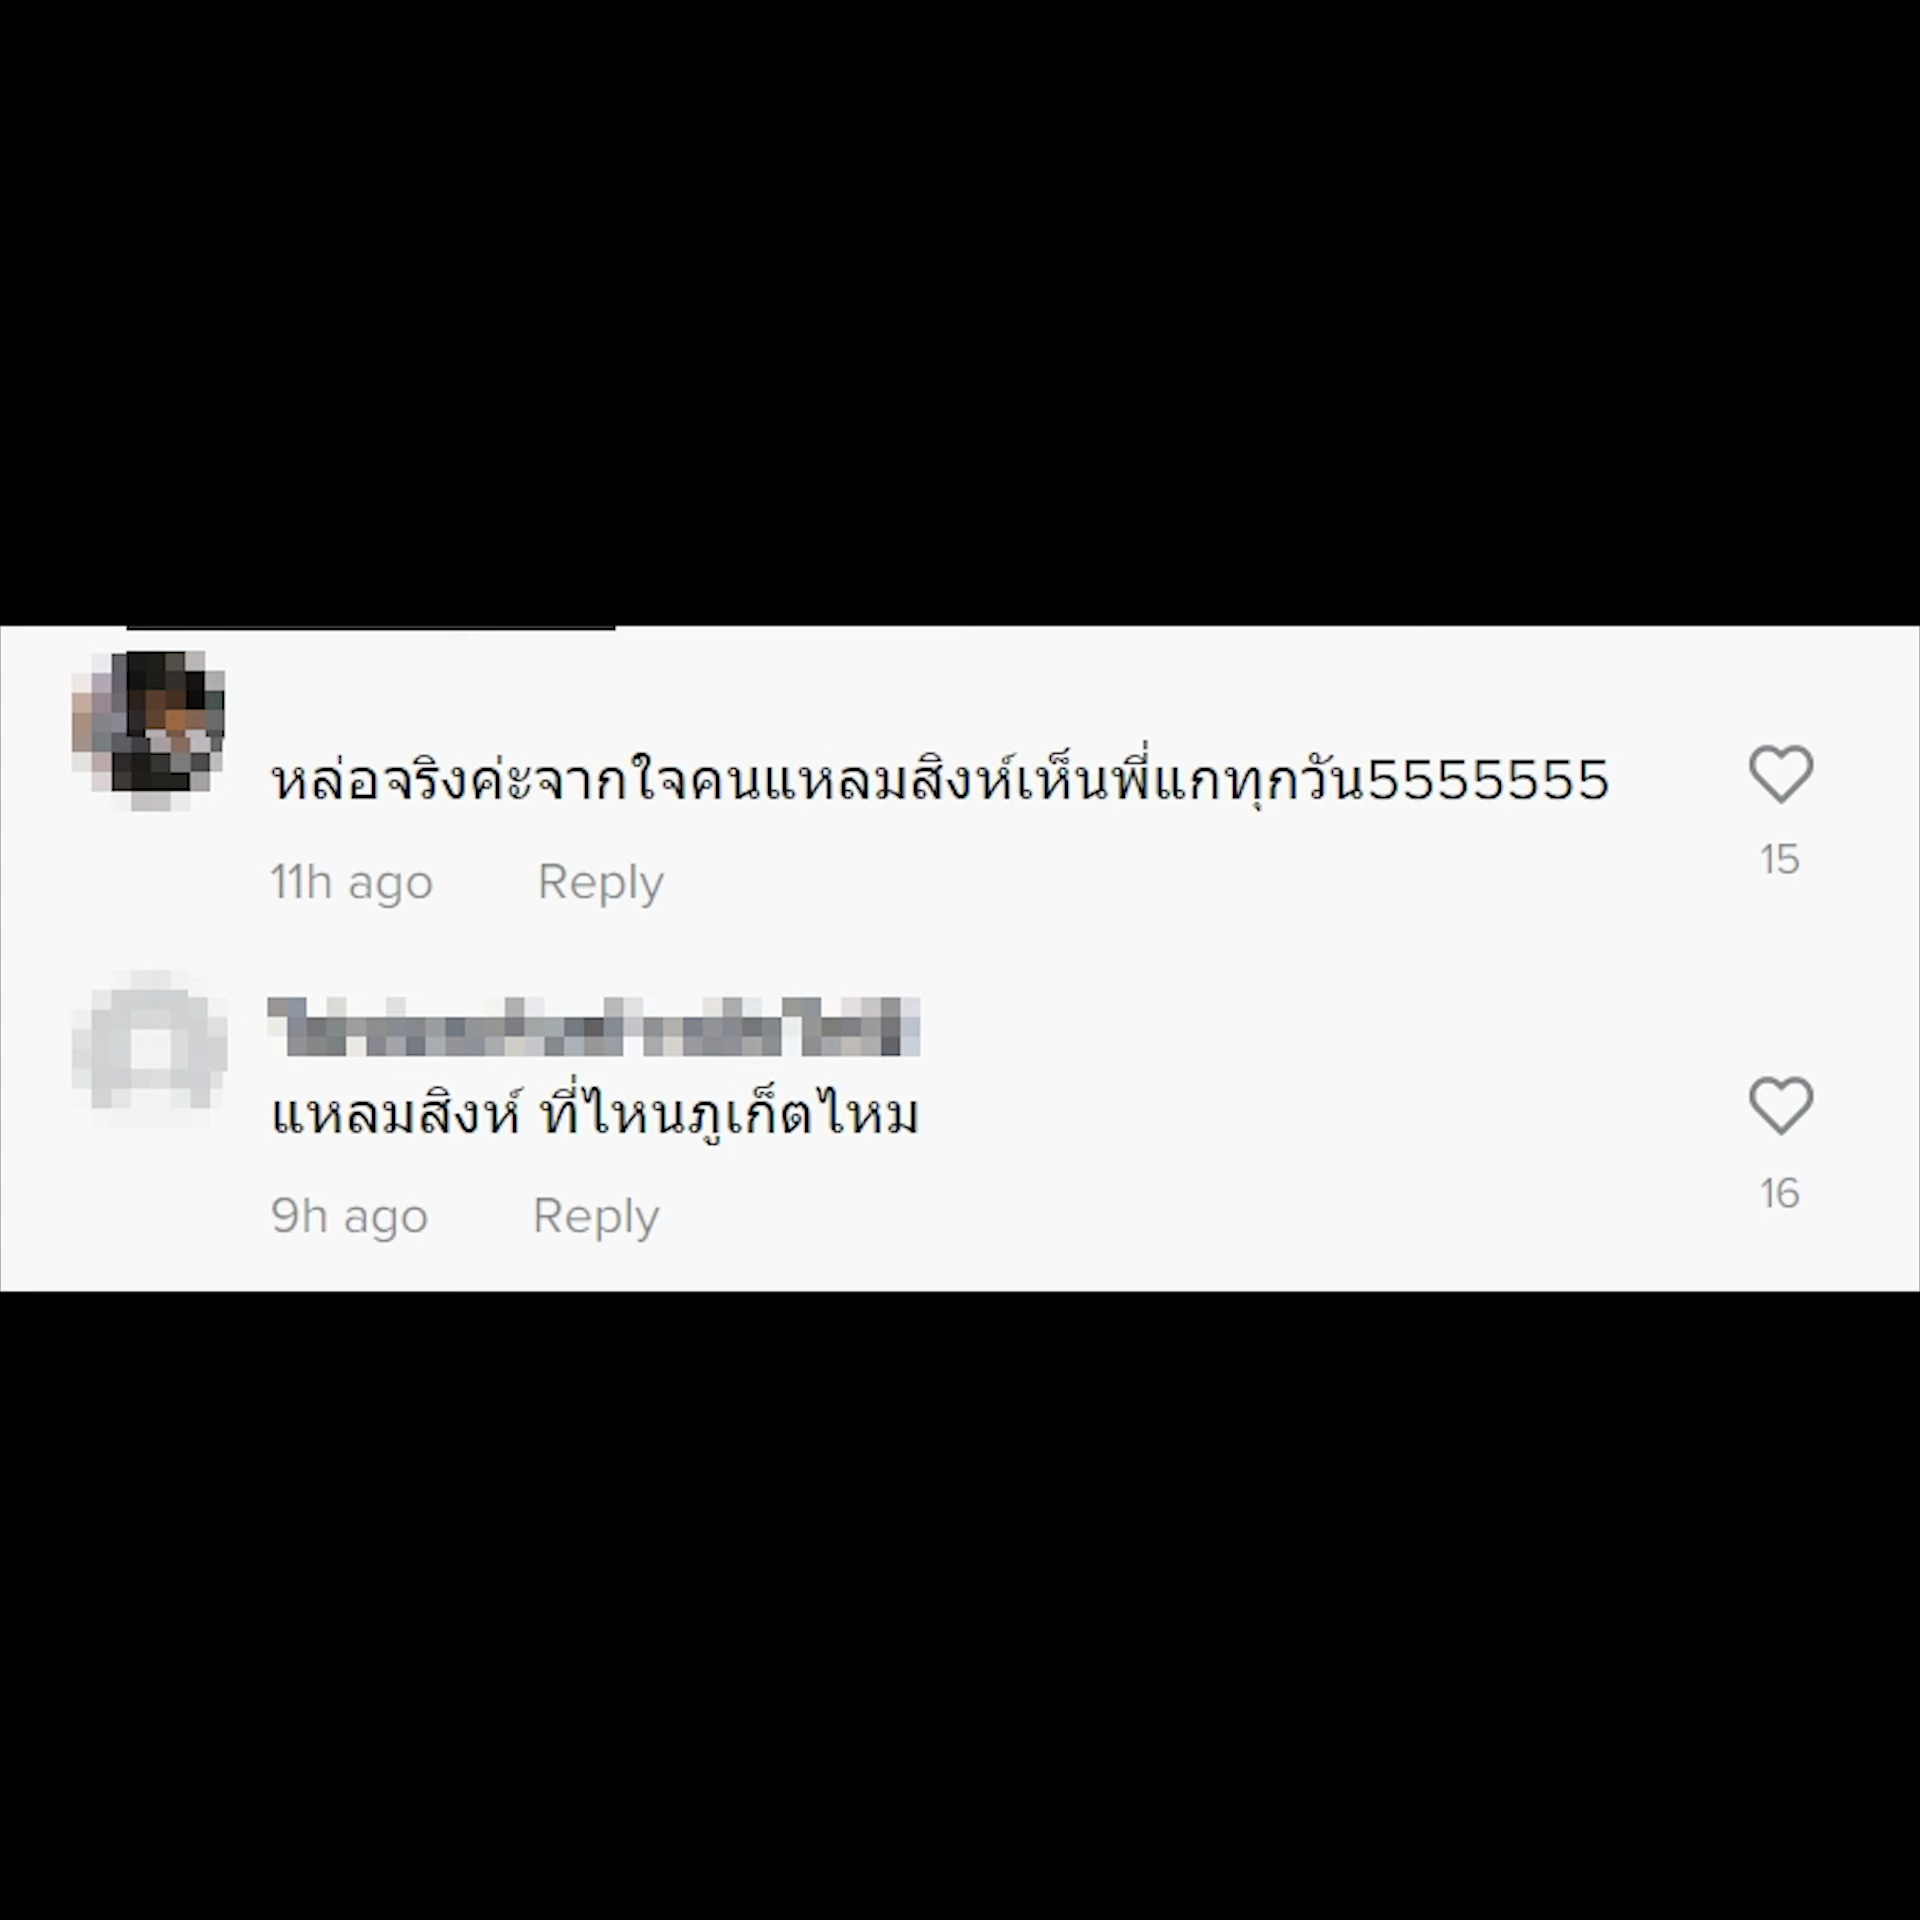 หล่อจริงค่ะจากใจคนแหลมสิงห์เห็นพี่แกทุกวัน5555555
15
11h ago Reply
แหลมสิงห์ ที่ไหนภูเก็ตไหม
16
9h ago Reply